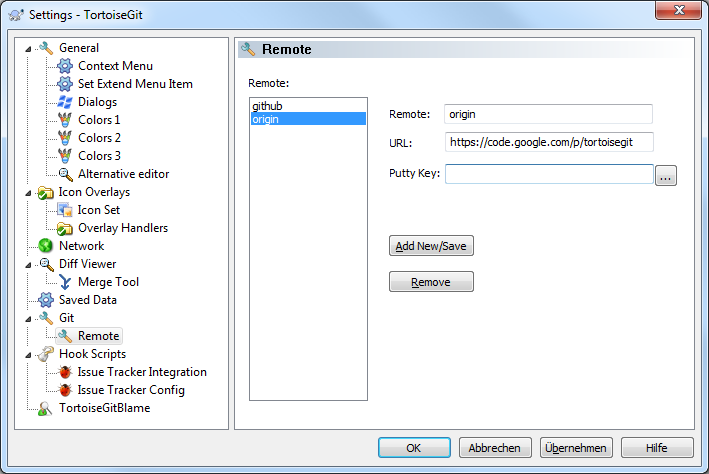 Settings - TortoiseGit
General
Context Menu
Set Extend Menu Item
Dialogs
Colors 1
Colors 2
Colors 3
Alternative editor
Icon Overlays
Icon Set
Overlay Handlers
Network
Diff Viewer
Merge Tool
Saved Data
Git
Remote
Hook Scripts
Issue Tracker Integration
Issue Tracker Config
TortoiseGitBlame
Remote
Remote:
github
origin
Remote: origin
URL: https://code.google.com/p/tortoisegit
Putty Key: ...
Add New/Save
Remove
OK Abbrechen Übernehmen Hilfe